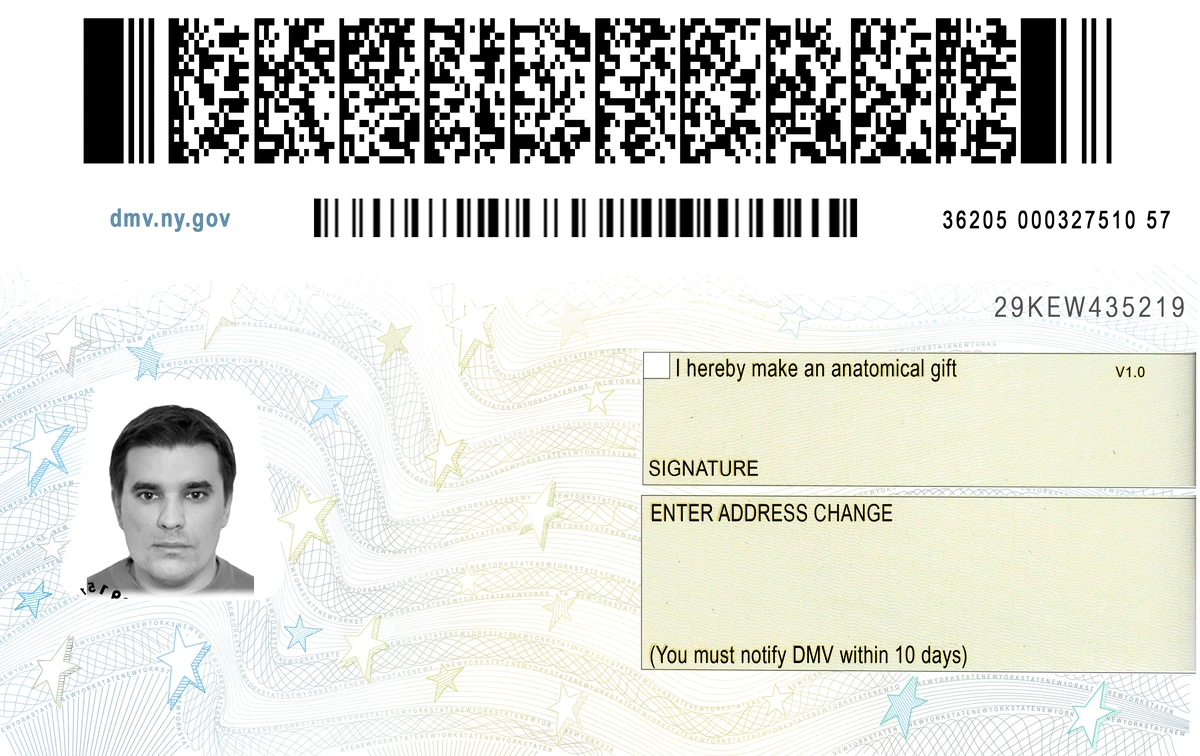 dmv.ny.gov
36205 000327510 57
29KEW435219
I hereby make an anatomical gift
V1.0
SIGNATURE
ENTER ADDRESS CHANGE
(You must notify DMV within 10 days)